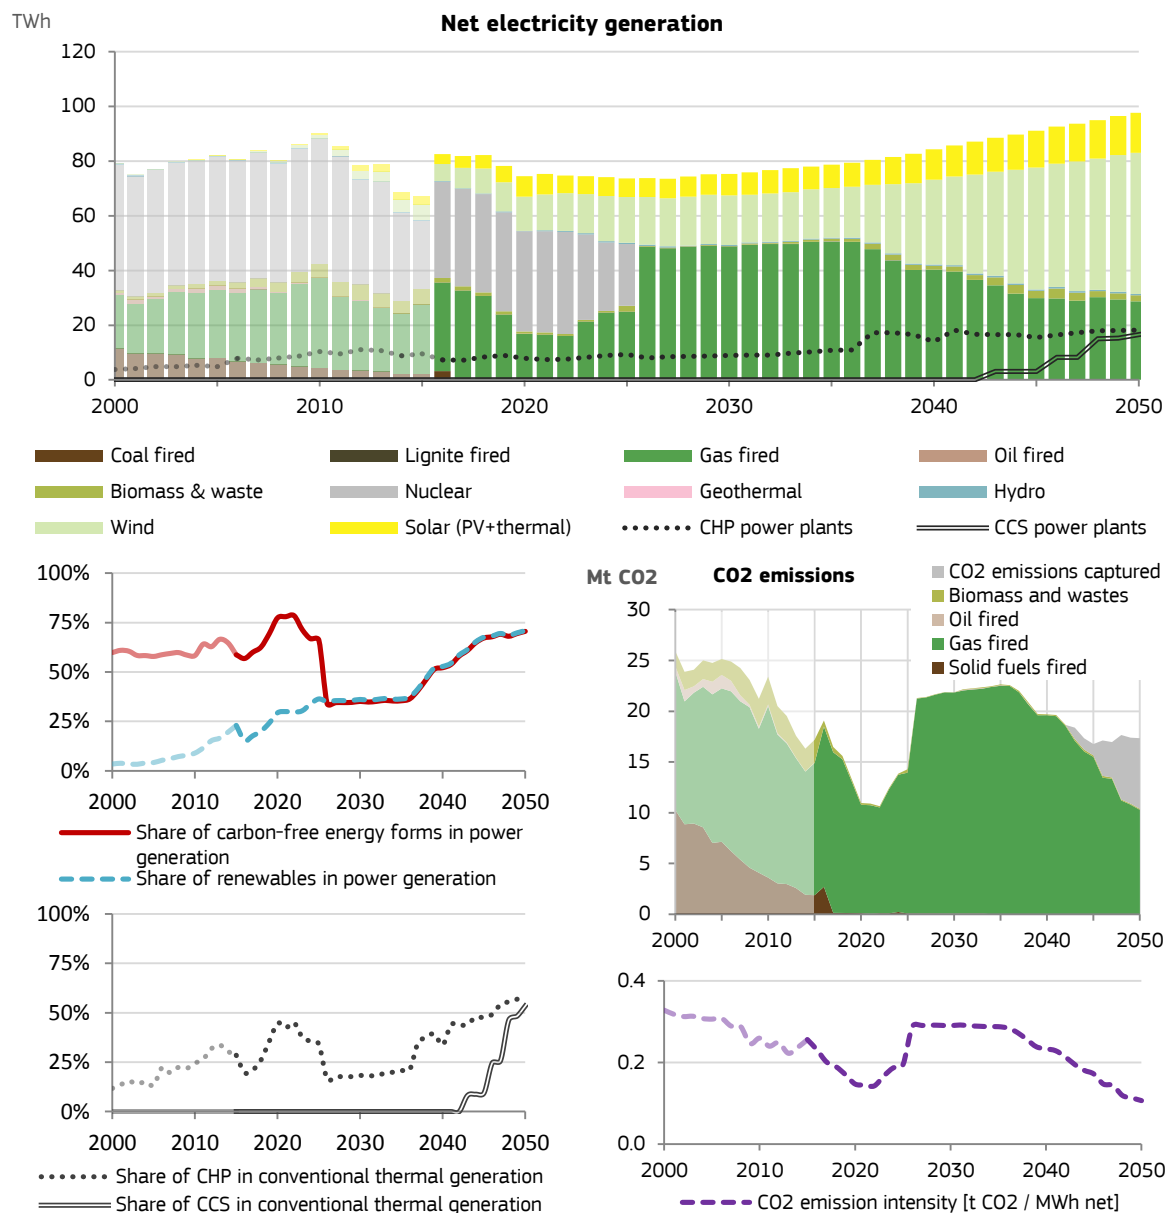 TWh
Net electricity generation
120
100
80
60
40
20
0
2000 2010 2020 2030 2040 2050
Coal fired Lignite fired Gas fired Oil fired
Biomass & waste Nuclear Geothermal Hydro
Wind Solar (PV+thermal) CHP power plants CCS power plants
100%
75%
50%
25%
0%
2000 2010 2020 2030 2040 2050
Share of carbon-free energy forms in power
generation
Share of renewables in power generation
Mt CO2
CO2 emissions
CO2 emissions captured
Biomass and wastes
Oil fired
Gas fired
Solid fuels fired
30
25
20
15
10
5
0
2000 2010 2020 2030 2040 2050
100%
75%
50%
25%
0%
2000 2010 2020 2030 2040 2050
Share of CHP in conventional thermal generation
Share of CCS in conventional thermal generation
0.4
0.2
0.0
2000 2010 2020 2030 2040 2050
CO2 emission intensity [t CO2 / MWh net]